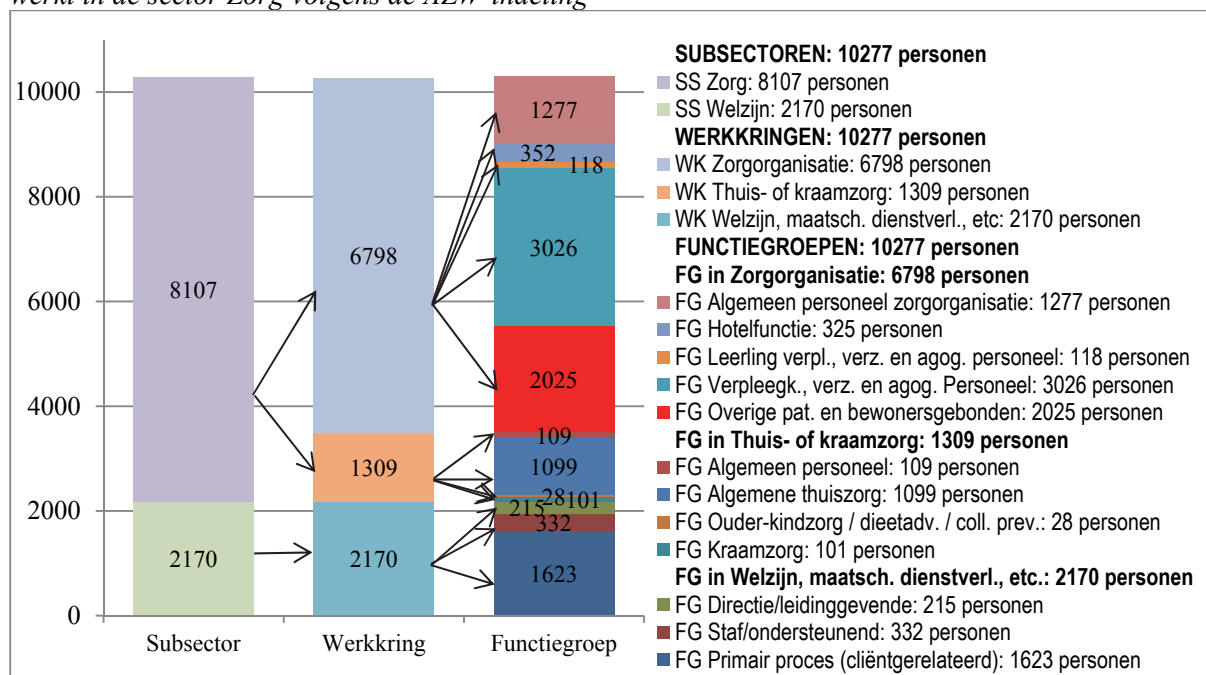 werkt in de sector Zorg volgens de AZW-indeling
10000
8000
6000
4000
2000
0
8107
2170
6798
1309
2170
1277
352
118
3026
2025
109
1099
28
101
215
332
1623
Subsector
Werkkring
Functiegroep
SUBSECTOREN: 10277 personen
SS Zorg: 8107 personen
SS Welzijn: 2170 personen
WERKKRINGEN: 10277 personen
WK Zorgorganisatie: 6798 personen
WK Thuis- of kraamzorg: 1309 personen
WK Welzijn, maatsch. dienstverl., etc: 2170 personen
FUNCTIEGROEPEN: 10277 personen
FG in Zorgorganisatie: 6798 personen
FG Algemeen personeel zorgorganisatie: 1277 personen
FG Hotelfunctie: 325 personen
FG Leerling verpl., verz. en agog. personeel: 118 personen
FG Verpleegk., verz. en agog. Personeel: 3026 personen
FG Overige pat. en bewonersgebonden: 2025 personen
FG in Thuis- of kraamzorg: 1309 personen
FG Algemeen personeel: 109 personen
FG Algemene thuiszorg: 1099 personen
FG Ouder-kindzorg / dieetadv. / coll. prev.: 28 personen
FG Kraamzorg: 101 personen
FG in Welzijn, maatsch. dienstverl., etc.: 2170 personen
FG Directie/leidinggevende: 215 personen
FG Staf/ondersteunend: 332 personen
FG Primair proces (cliëntgerelateerd): 1623 personen